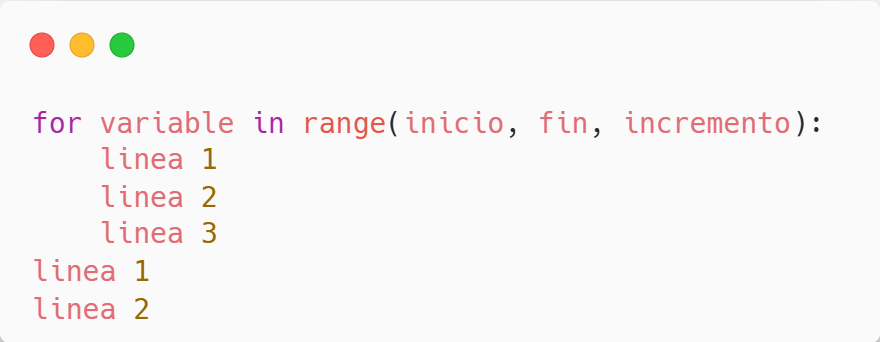 for variable in range(inicio, fin, incremento):
    linea 1
    linea 2
    linea 3
linea 1
linea 2